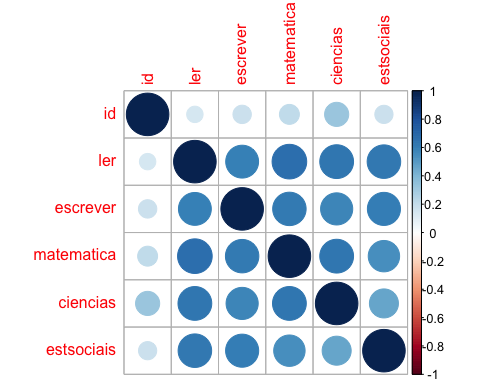 id
ler
escrever
matematica
ciencias
estsociais
id
ler
escrever
matematica
ciencias
estsociais
1
0.8
0.6
0.4
0.2
0
-0.2
-0.4
-0.6
-0.8
-1